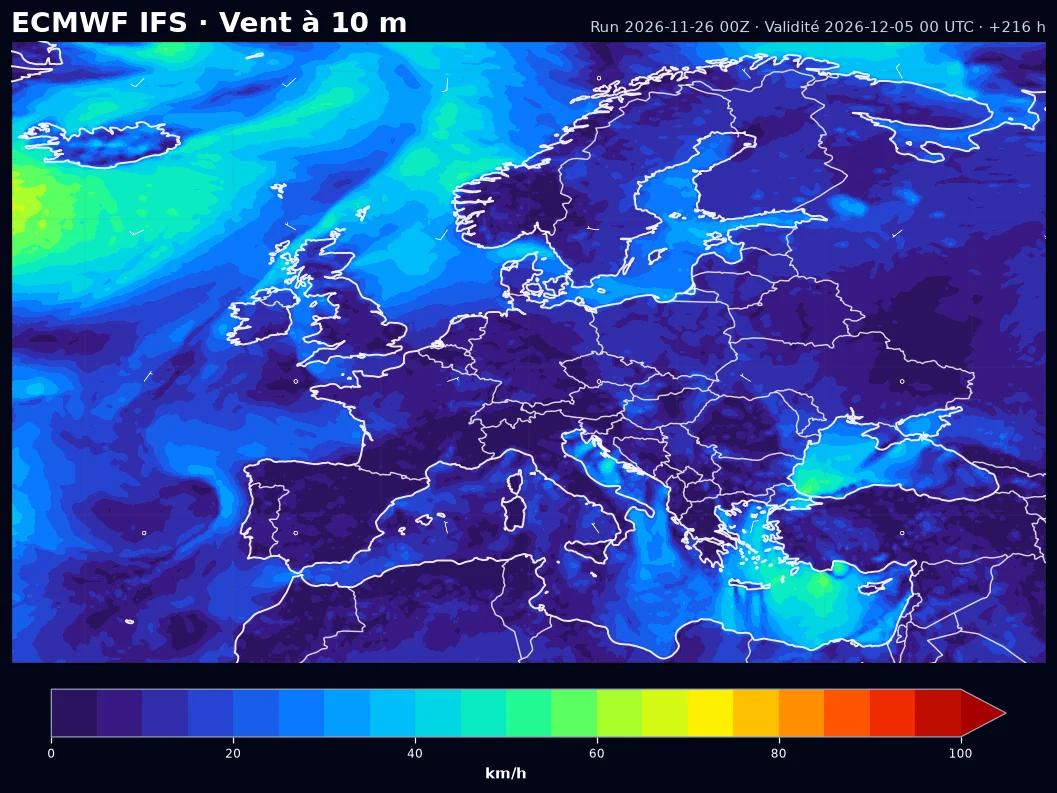 ECMWF IFS · Vent à 10 m
Run 2026-11-26 00Z · Validité 2026-12-05 00 UTC · +216 h
0 20 40 60 80 100
km/h